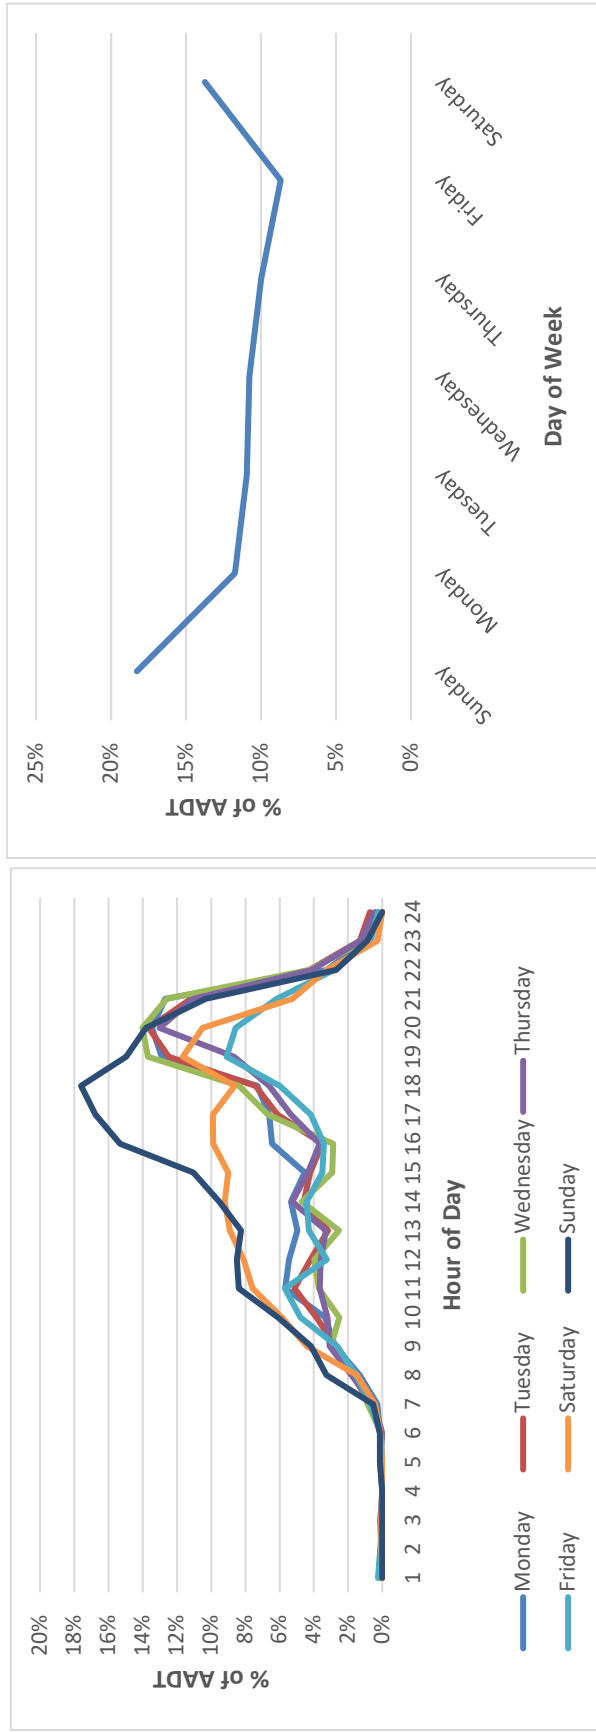 20%
18%
16%
14%
12%
10%
8%
6%
4%
2%
0%
% of AADT
1 2 3 4 5 6 7 8 9 10 11 12 13 14 15 16 17 18 19 20 21 22 23 24
Hour of Day
Monday Tuesday Wednesday Thursday
Friday Saturday Sunday
25%
20%
15%
10%
5%
0%
% of AADT
Sunday Monday Tuesday Wednesday Thursday Friday Saturday
Day of Week